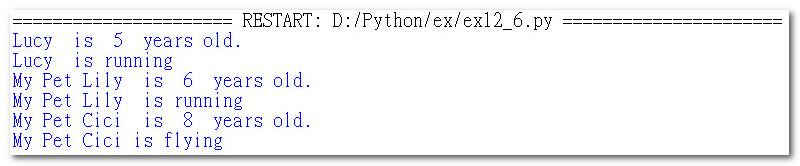 ====================== RESTART: D:/Python/ex/ex12_6.py ======================
Lucy  is  5  years old.
Lucy  is running
My Pet Lily  is  6  years old.
My Pet Lily  is running
My Pet Cici  is  8  years old.
My Pet Cici is flying